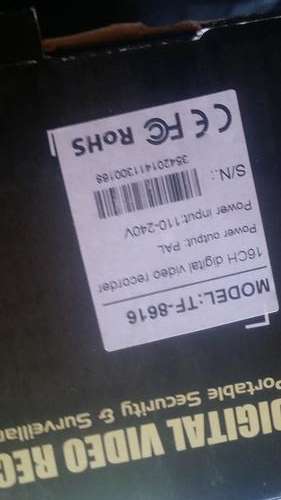 DIGITAL VIDEO REC
Portable Security & Surveillan
MODEL:TF-8616
16CH digital video recorder
Power output: PAL
Power input:110-240V
S/N.:
35420141300188
CE FC RoHS